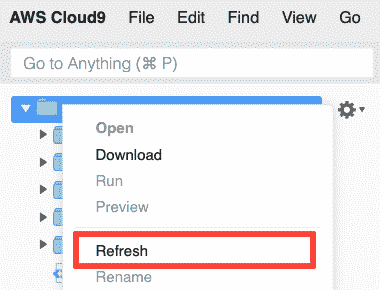 AWS Cloud9 File Edit Find View Go
Go to Anything (⌘ P)
Open
Download
Run
Preview
Refresh
Rename